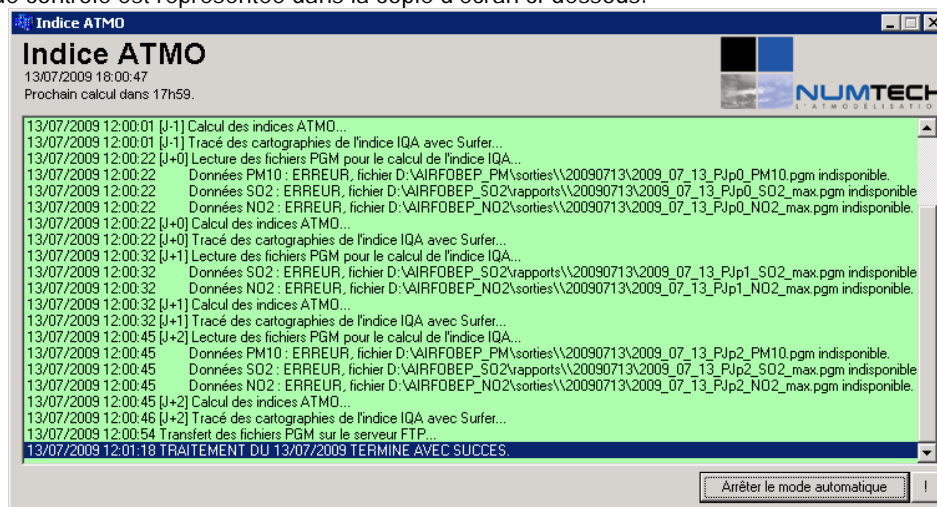 de contrôle est représentée dans la copie d'écran ci-dessous.
Indice ATMO
Indice ATMO
13/07/2009 18:00:47
Prochain calcul dans 17h59.
NUMTECH
L'ATMODÉLISATIO
13/07/2009 12:00:01 [J-1] Calcul des indices ATMO...
13/07/2009 12:00:01 [J-1] Tracé des cartographies de l'indice IQA avec Surfer...
13/07/2009 12:00:22 [J+0] Lecture des fichiers PGM pour le calcul de l'indice IQA...
13/07/2009 12:00:22 Données PM10 : ERREUR, fichier D:\AIRFOBEP_PM\sorties\\20090713\2009_07_13_PJp0_PM10.pgm indisponible.
13/07/2009 12:00:22 Données SO2 : ERREUR, fichier D:\AIRFOBEP_SO2\rapports\\20090713\2009_07_13_PJp0_SO2_max.pgm indisponible
13/07/2009 12:00:22 Données NO2 : ERREUR, fichier D:\AIRFOBEP_NO2\sorties\\20090713\2009_07_13_PJp0_NO2_max.pgm indisponible.
13/07/2009 12:00:22 [J+0] Calcul des indices ATMO...
13/07/2009 12:00:22 [J+0] Tracé des cartographies de l'indice IQA avec Surfer...
13/07/2009 12:00:32 [J+1] Lecture des fichiers PGM pour le calcul de l'indice IQA...
13/07/2009 12:00:32 Données SO2 : ERREUR, fichier D:\AIRFOBEP_SO2\rapports\\20090713\2009_07_13_PJp1_SO2_max.pgm indisponible
13/07/2009 12:00:32 Données NO2 : ERREUR, fichier D:\AIRFOBEP_NO2\sorties\\20090713\2009_07_13_PJp1_NO2_max.pgm indisponible.
13/07/2009 12:00:32 [J+1] Calcul des indices ATMO...
13/07/2009 12:00:32 [J+1] Tracé des cartographies de l'indice IQA avec Surfer...
13/07/2009 12:00:45 [J+2] Lecture des fichiers PGM pour le calcul de l'indice IQA...
13/07/2009 12:00:45 Données PM10 : ERREUR, fichier D:\AIRFOBEP_PM\sorties\\20090713\2009_07_13_PJp2_PM10.pgm indisponible.
13/07/2009 12:00:45 Données SO2 : ERREUR, fichier D:\AIRFOBEP_SO2\rapports\\20090713\2009_07_13_PJp2_SO2_max.pgm indisponible
13/07/2009 12:00:45 Données NO2 : ERREUR, fichier D:\AIRFOBEP_NO2\sorties\\20090713\2009_07_13_PJp2_NO2_max.pgm indisponible.
13/07/2009 12:00:45 [J+2] Calcul des indices ATMO...
13/07/2009 12:00:46 [J+2] Tracé des cartographies de l'indice IQA avec Surfer...
13/07/2009 12:00:54 Transfert des fichiers PGM sur le serveur FTP...
13/07/2009 12:01:18 TRAITEMENT DU 13/07/2009 TERMINE AVEC SUCCES.
Arrêter le mode automatique
!